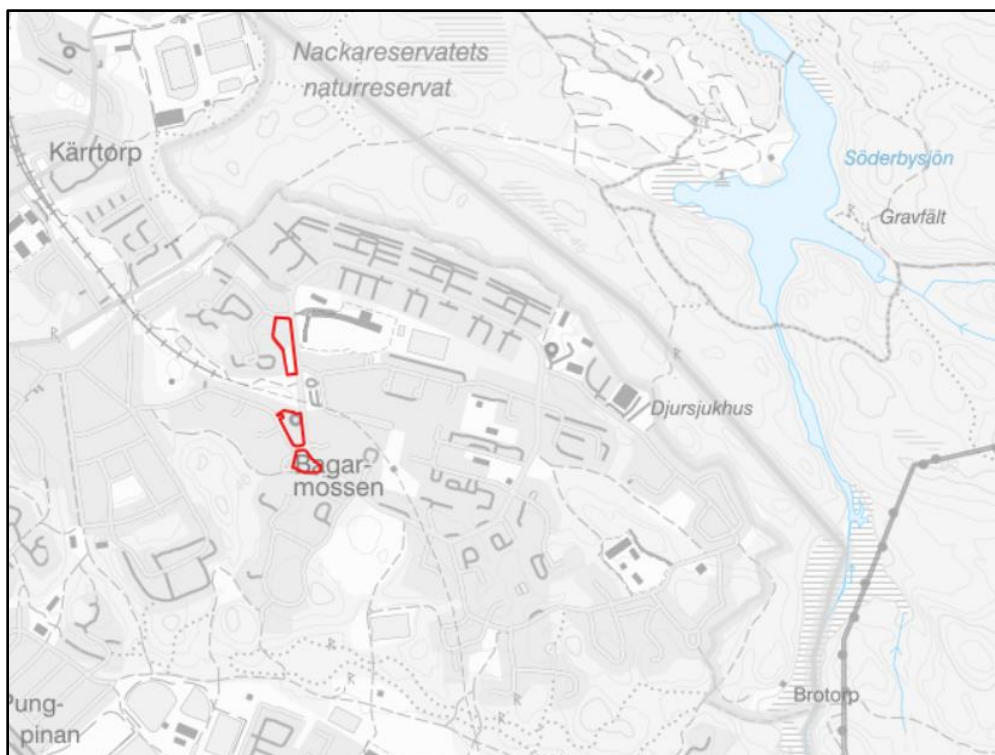 Nackareservatets
naturreservat
Kärrtorp
Söderbysjön
Gravfält
R
R
Djursjukhus
Bagar-
mossen
Brotorp
Pung-
pinan